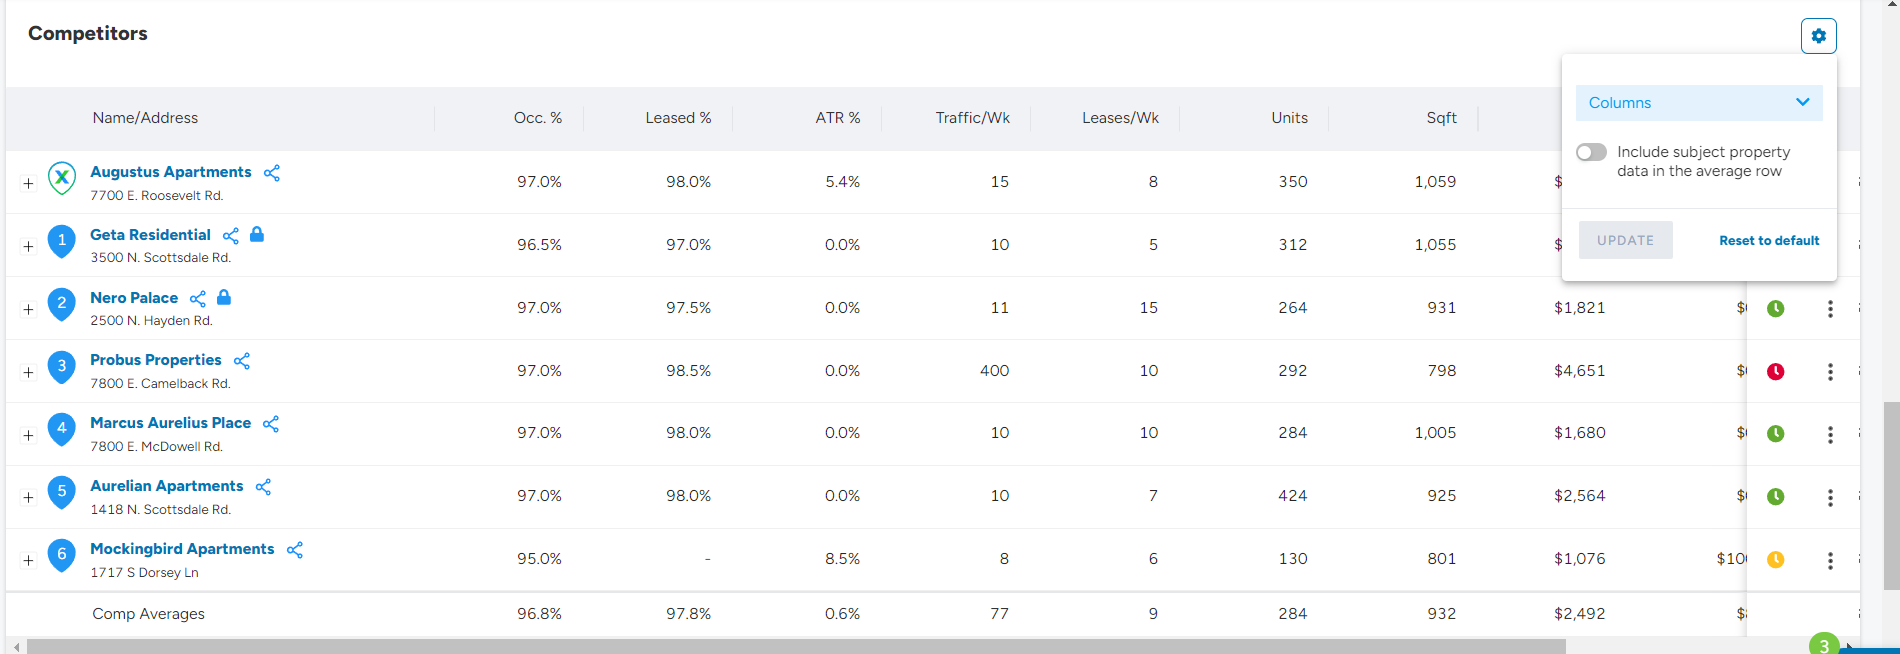 Competitors
Name/Address Occ. % Leased % ATR % Traffic/Wk Leases/Wk Units Sqft
Columns
Include subject property
data in the average row
UPDATE Reset to default
Augustus Apartments
7700 E. Roosevelt Rd.
97.0% 98.0% 5.4% 15 8 350 1,059 $
1 Geta Residential
3500 N. Scottsdale Rd.
96.5% 97.0% 0.0% 10 5 312 1,055 $
2 Nero Palace
2500 N. Hayden Rd.
97.0% 97.5% 0.0% 11 15 264 931 $1,821 $
3 Probus Properties
7800 E. Camelback Rd.
97.0% 98.5% 0.0% 400 10 292 798 $4,651 $
4 Marcus Aurelius Place
7800 E. McDowell Rd.
97.0% 98.0% 0.0% 10 10 284 1,005 $1,680 $
5 Aurelian Apartments
1418 N. Scottsdale Rd.
97.0% 98.0% 0.0% 10 7 424 925 $2,564 $
6 Mockingbird Apartments
1717 S Dorsey Ln
95.0% - 8.5% 8 6 130 801 $1,076 $10
Comp Averages 96.8% 97.8% 0.6% 77 9 284 932 $2,492 $
3